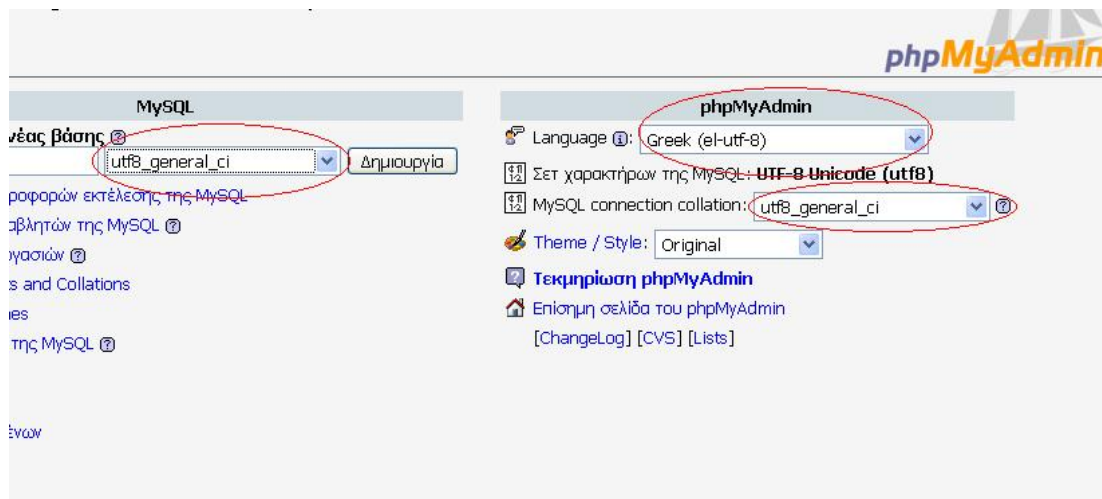 phpMyAdmin
MySQL
νέας βάσης
utf8_general_ci Δημιουργία
ροφορών εκτέλεσης της MySQL
αβλητών της MySQL
γασιών
s and Collations
nes
της MySQL
ένων
phpMyAdmin
Language: Greek (el-utf-8)
Σετ χαρακτήρων της MySQL: UTF-8 Unicode (utf8)
MySQL connection collation: utf8_general_ci
Theme / Style: Original
Τεκμηρίωση phpMyAdmin
Επίσημη σελίδα του phpMyAdmin
[ChangeLog] [CVS] [Lists]